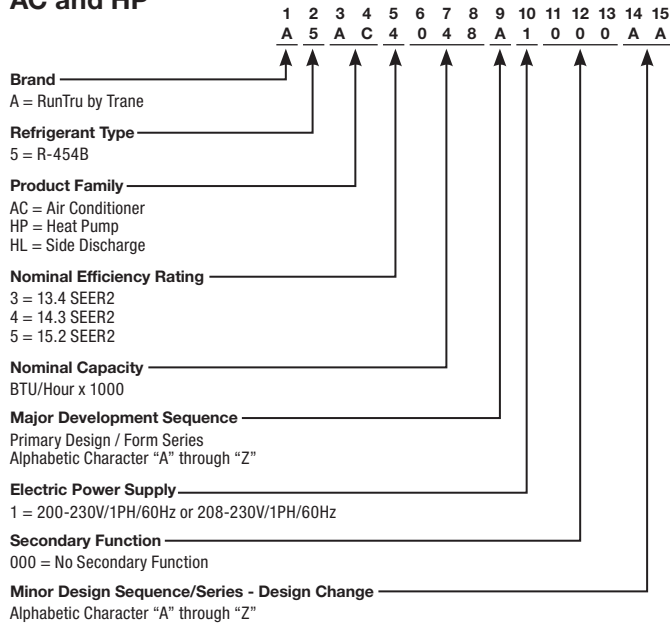 AC and HP
1 2 3 4 5 6 7 8 9 10 11 12 13 14 15
A 5 A C 4 0 4 8 A 1 0 0 0 A A
Brand
A = RunTru by Trane
Refrigerant Type
5 = R-454B
Product Family
AC = Air Conditioner
HP = Heat Pump
HL = Side Discharge
Nominal Efficiency Rating
3 = 13.4 SEER2
4 = 14.3 SEER2
5 = 15.2 SEER2
Nominal Capacity
BTU/Hour x 1000
Major Development Sequence
Primary Design / Form Series
Alphabetic Character “A” through “Z”
Electric Power Supply
1 = 200-230V/1PH/60Hz or 208-230V/1PH/60Hz
Secondary Function
000 = No Secondary Function
Minor Design Sequence/Series - Design Change
Alphabetic Character “A” through “Z”